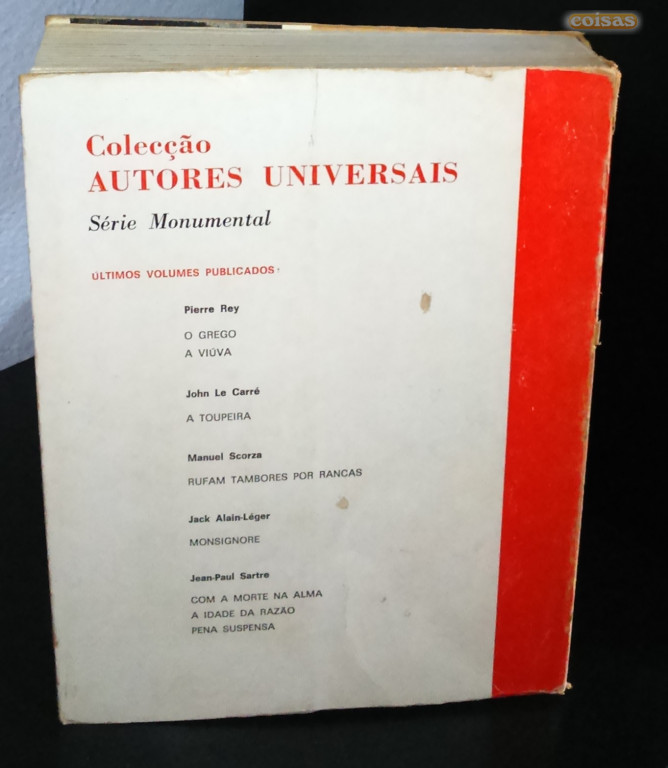 coisas
Colecção
AUTORES UNIVERSAIS
Série Monumental
ÚLTIMOS VOLUMES PUBLICADOS:
Pierre Rey
O GREGO
A VIÚVA
John Le Carré
A TOUPEIRA
Manuel Scorza
RUFAM TAMBORES POR RANCAS
Jack Alain-Léger
MONSIGNORE
Jean-Paul Sartre
COM A MORTE NA ALMA
A IDADE DA RAZÃO
PENA SUSPENSA